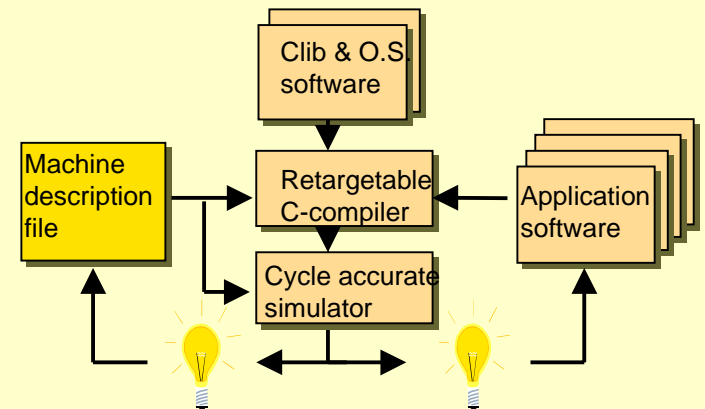 Clib & O.S.
software
Machine
description
file
Retargetable
C-compiler
Application
software
Cycle accurate
simulator